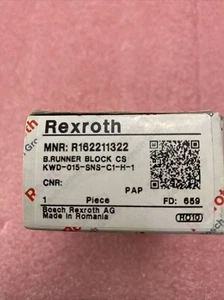 Rexroth
MNR: R162211322
B.RUNNER BLOCK CS
KWD-015-SNS-C1-H-1
CNR:
PAP
1 Piece FD: 659
Bosch Rexroth AG
Made in Romania
RO10